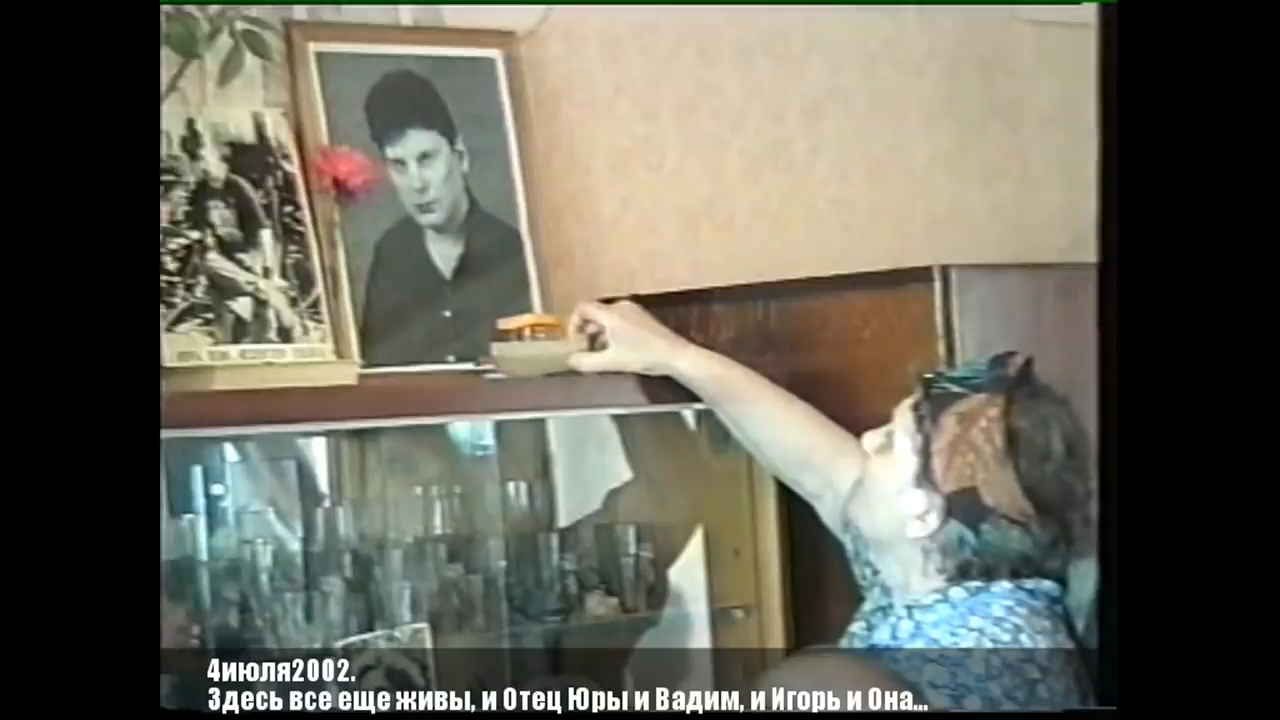 4июля2002.
Здесь все еще живы, и Отец Юры и Вадим, и Игорь и Она...